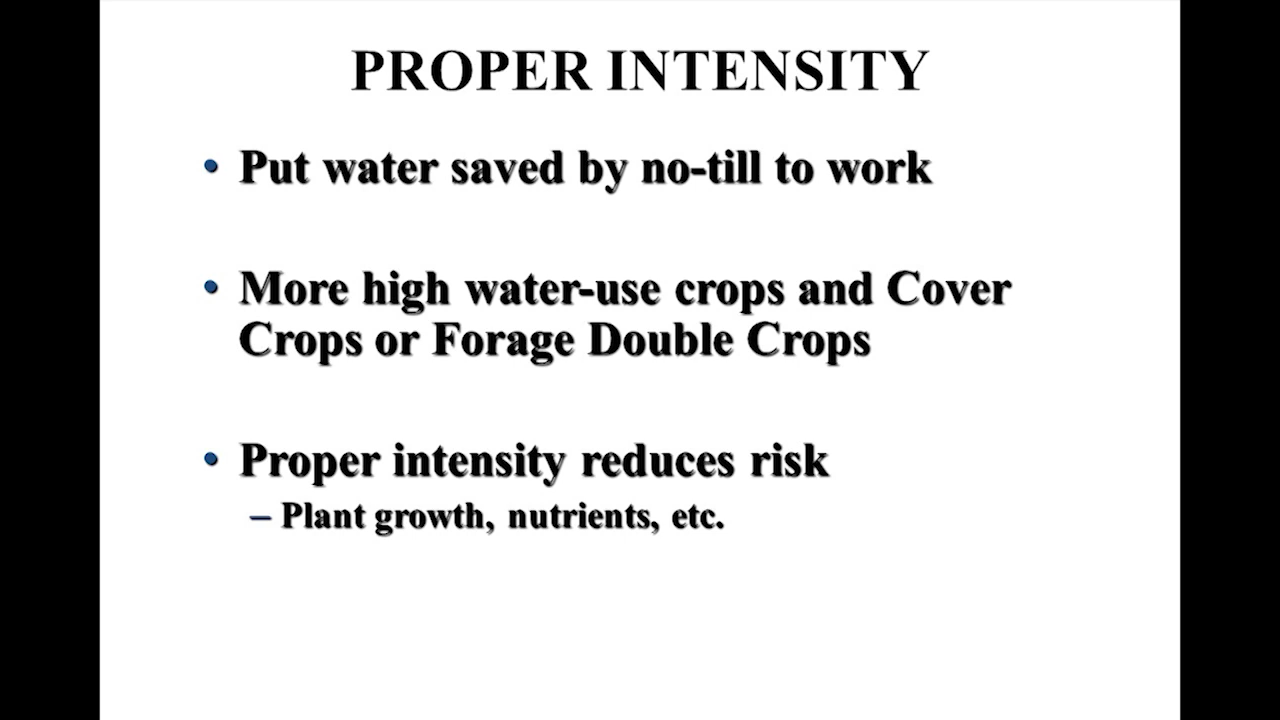 PROPER INTENSITY
• Put water saved by no-till to work
• More high water-use crops and Cover
Crops or Forage Double Crops
• Proper intensity reduces risk
– Plant growth, nutrients, etc.